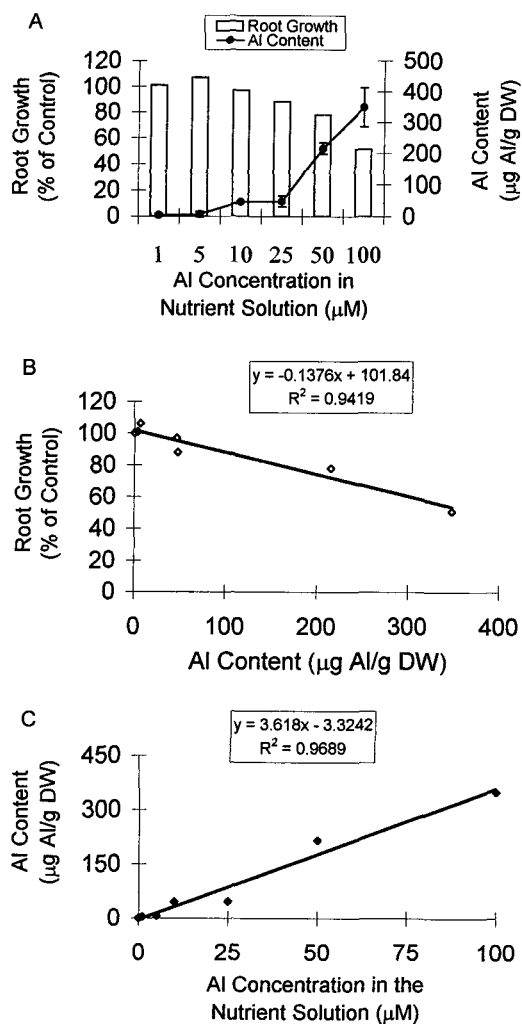 A
Root Growth
Al Content
Root Growth
(% of Control)
120
100
80
60
40
20
0
500
400
300
200
100
0
Al Content
(µg Al/g DW)
1 5 10 25 50 100
Al Concentration in
Nutrient Solution (µM)
B
y = -0.1376x + 101.84
R² = 0.9419
Root Growth
(% of Control)
120
100
80
60
40
20
0
0 100 200 300 400
Al Content (µg Al/g DW)
C
y = 3.618x - 3.3242
R² = 0.9689
Al Content
(µg Al/g DW)
450
300
150
0
0 25 50 75 100
Al Concentration in the
Nutrient Solution (µM)